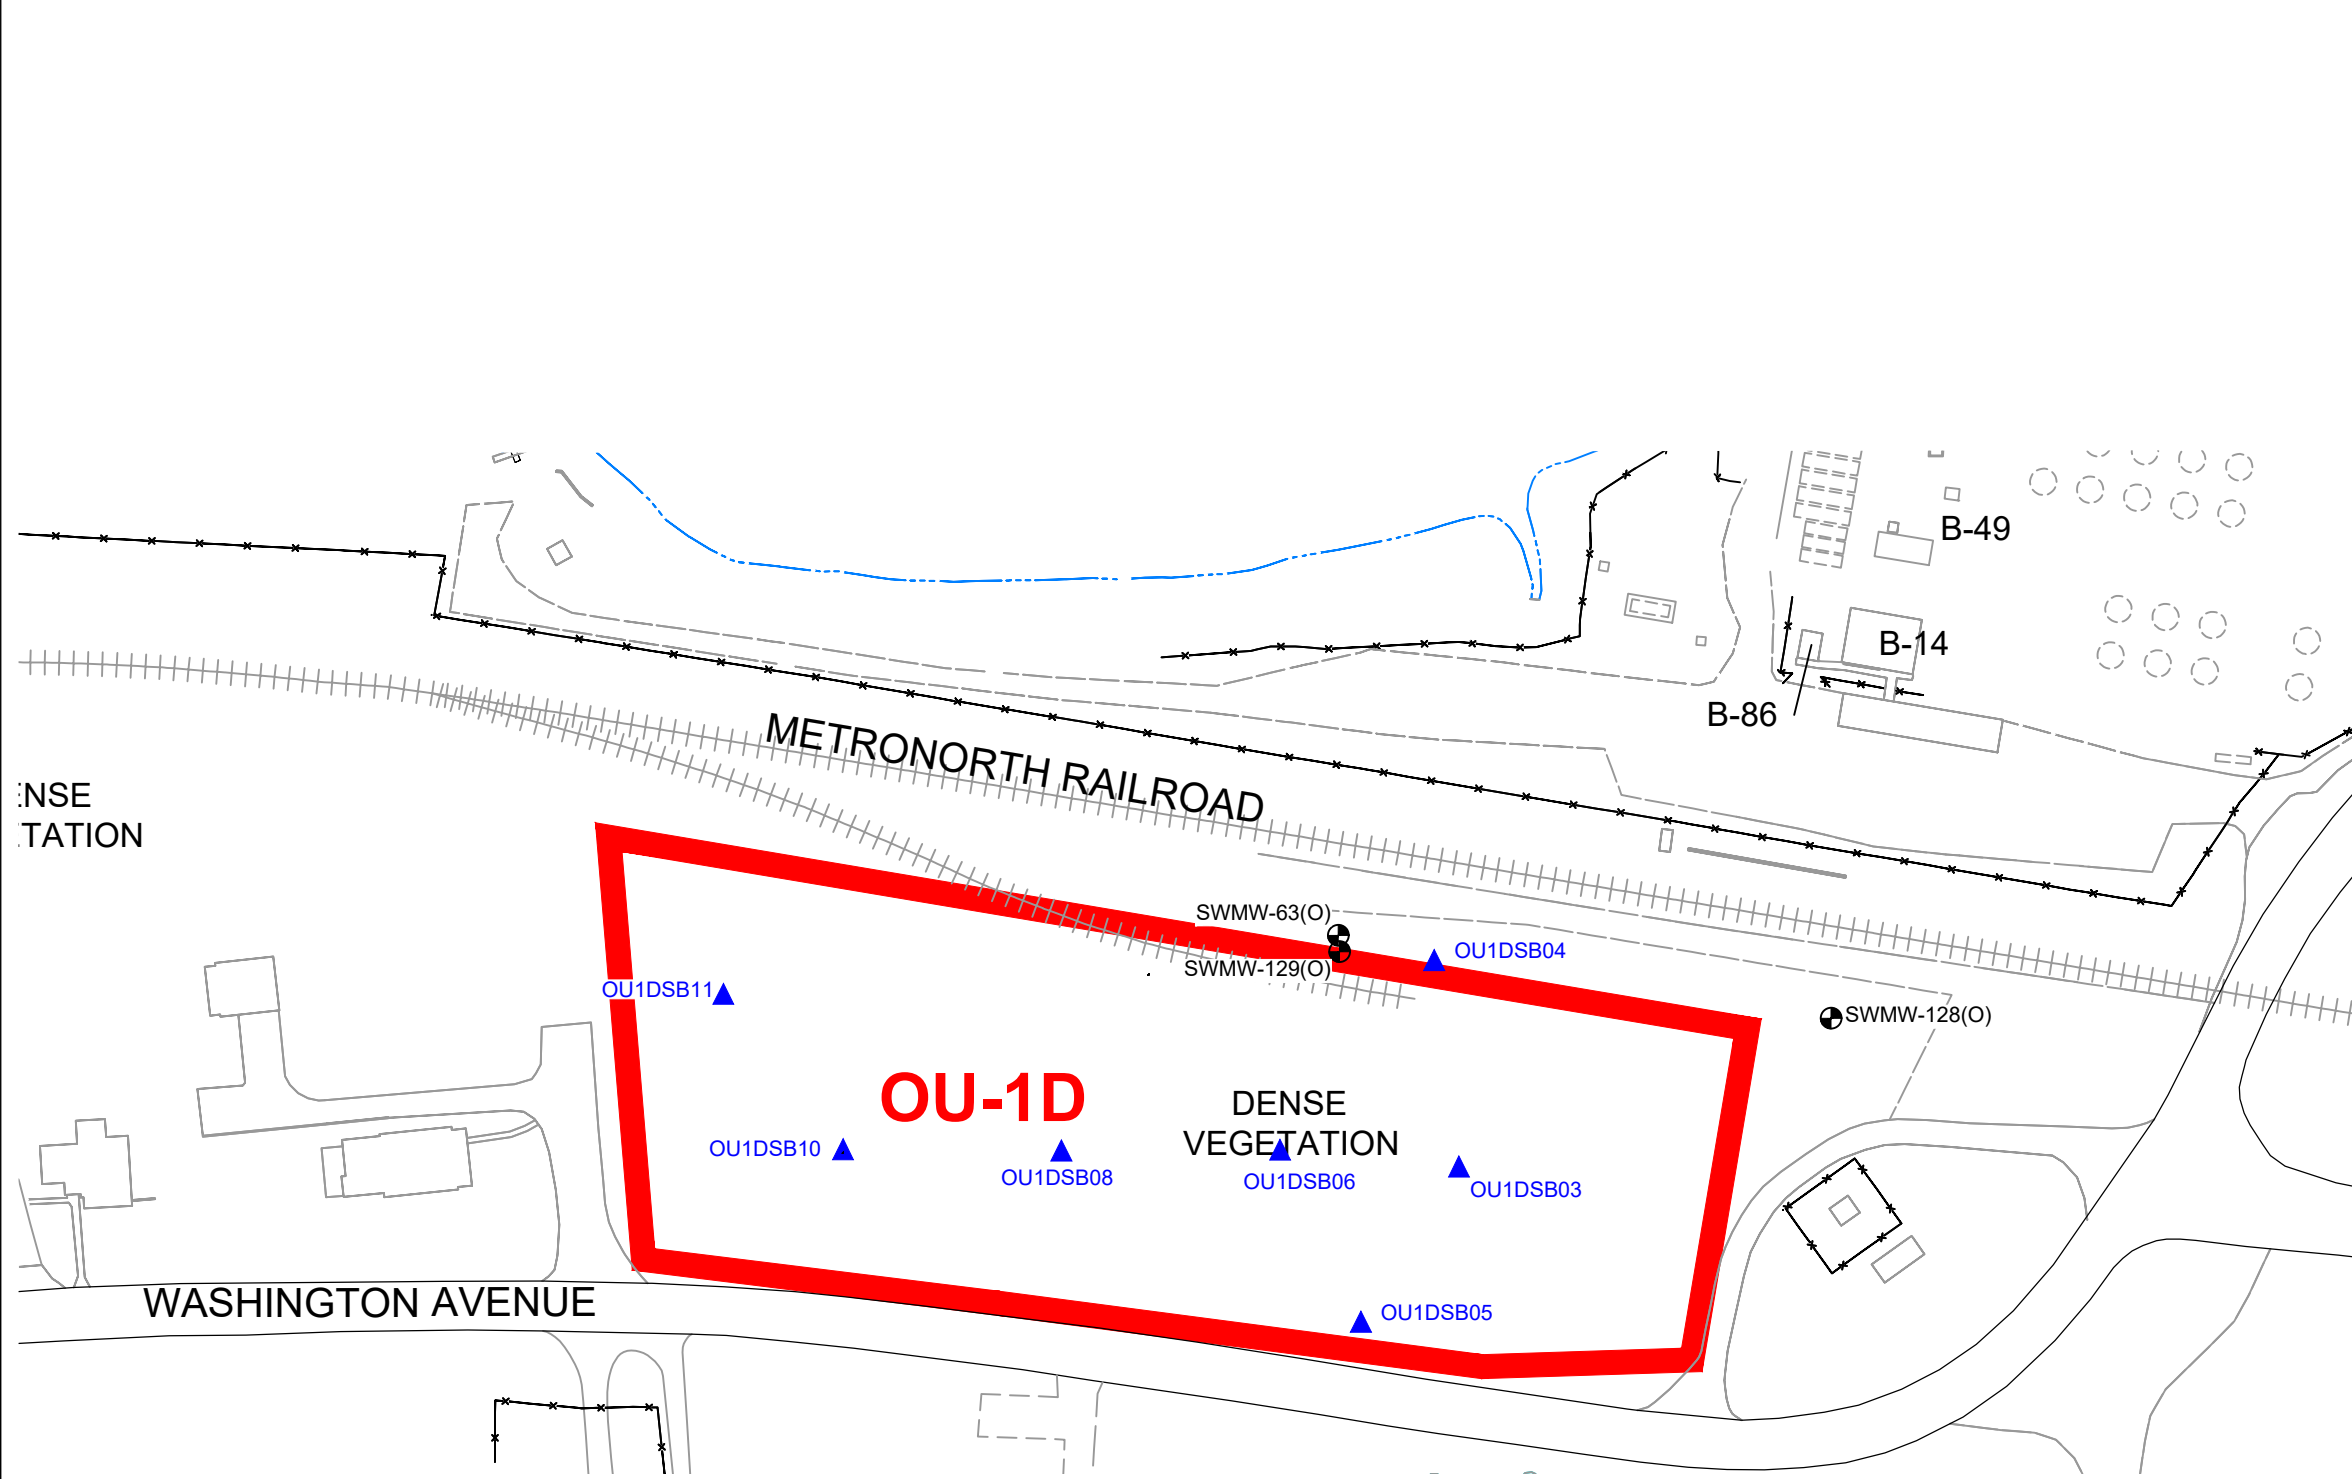 B-49
B-14
B-86
METRONORTH RAILROAD
ENSE
TATION
SWMW-63(O)
OU1DSB04
SWMW-129(O)
OU1DSB11
SWMW-128(O)
OU-1D
DENSE
VEGETATION
OU1DSB10
OU1DSB08
OU1DSB06
OU1DSB03
WASHINGTON AVENUE
OU1DSB05